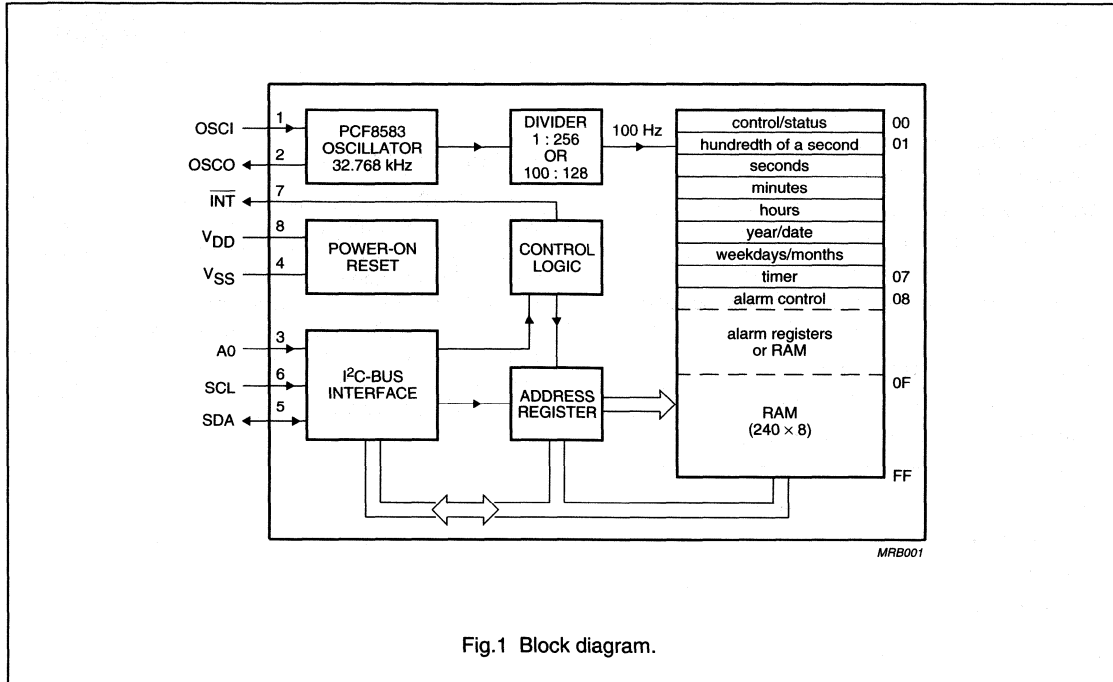 OSCI
1
OSCO
2
INT
7
VDD
8
VSS
4
A0
3
SCL
6
SDA
5
PCF8583
OSCILLATOR
32.768 kHz
DIVIDER
1 : 256
OR
100 : 128
100 Hz
POWER-ON
RESET
CONTROL
LOGIC
I²C-BUS
INTERFACE
ADDRESS
REGISTER
control/status
00
hundredth of a second
01
seconds
minutes
hours
year/date
weekdays/months
timer
07
alarm control
08
alarm registers
or RAM
0F
RAM
(240 × 8)
FF
MRB001
Fig.1 Block diagram.